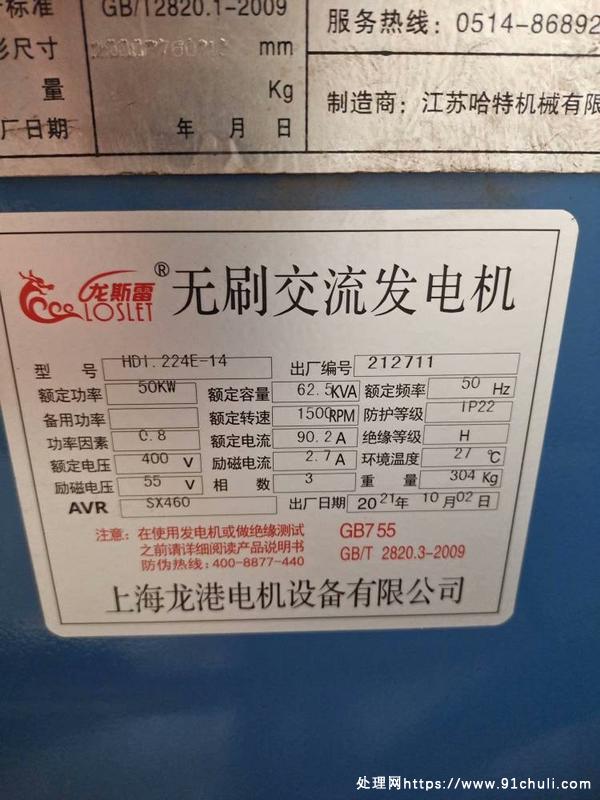 标准 GB/T2820.1-2009
形尺寸 mm
服务热线：0514-86892
量 Kg
厂日期 年 月 日
制造商：江苏哈特机械有限
龙斯雷® LOSLET 无刷交流发电机
型 号 HDI.224E-14 出厂编号 212711
额定功率 50KW 额定容量 62.5KVA 额定频率 50 Hz
备用功率 额定转速 1500RPM 防护等级 IP22
功率因素 0.8 额定电流 90.2 A 绝缘等级 H
额定电压 400 V 励磁电流 2.7 A 环境温度 27 ℃
励磁电压 55 V 相 数 3 重 量 304 Kg
AVR SX460 出厂日期 2021年 10 月02日
注意：在使用发电机或做绝缘测试 GB755
之前请详细阅读产品说明书 GB/T 2820.3-2009
防伪热线：400-8877-440
上海龙港电机设备有限公司
处理网https://www.91chuli.com